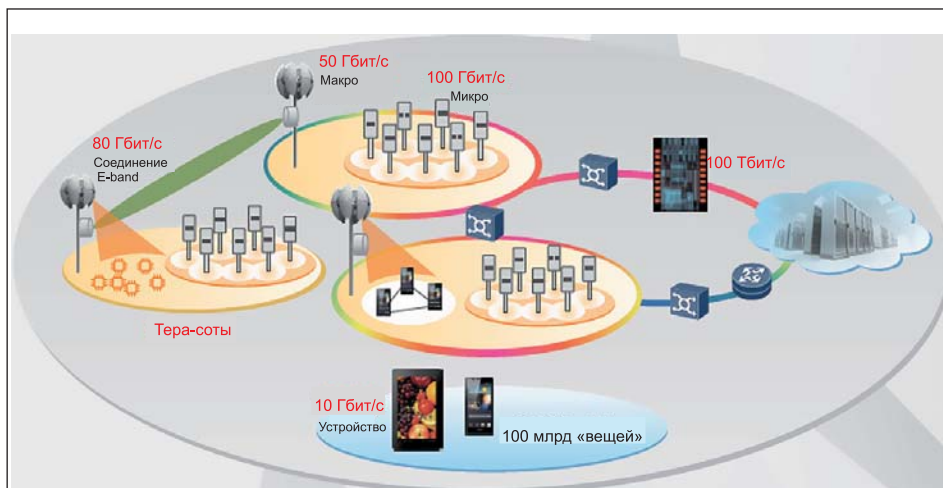 50 Гбит/с
Макро
100 Гбит/с
Микро
80 Гбит/с
Соединение
E-band
100 Тбит/с
Тера-соты
10 Гбит/с
Устройство
100 млрд «вещей»